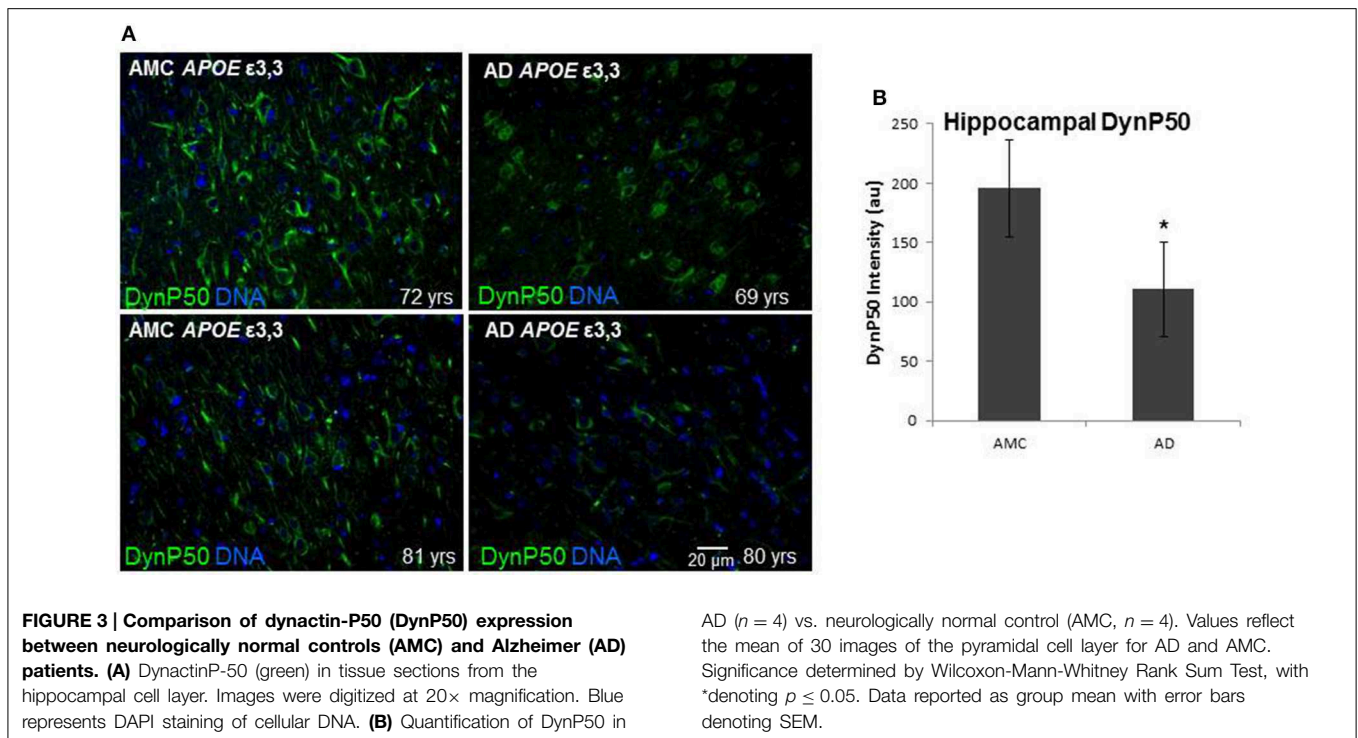 A
AMC APOE ε3,3
DynP50 DNA
72 yrs
AD APOE ε3,3
DynP50 DNA
69 yrs
AMC APOE ε3,3
DynP50 DNA
81 yrs
AD APOE ε3,3
20 µm
DynP50 DNA
80 yrs
B
Hippocampal DynP50
DynP50 Intensity (au)
250
200
150
100
50
0
*
AMC
AD
FIGURE 3 | Comparison of dynactin-P50 (DynP50) expression
between neurologically normal controls (AMC) and Alzheimer (AD)
patients. (A) DynactinP-50 (green) in tissue sections from the
hippocampal cell layer. Images were digitized at 20× magnification. Blue
represents DAPI staining of cellular DNA. (B) Quantification of DynP50 in
AD (n = 4) vs. neurologically normal control (AMC, n = 4). Values reflect
the mean of 30 images of the pyramidal cell layer for AD and AMC.
Significance determined by Wilcoxon-Mann-Whitney Rank Sum Test, with
*denoting p ≤ 0.05. Data reported as group mean with error bars
denoting SEM.